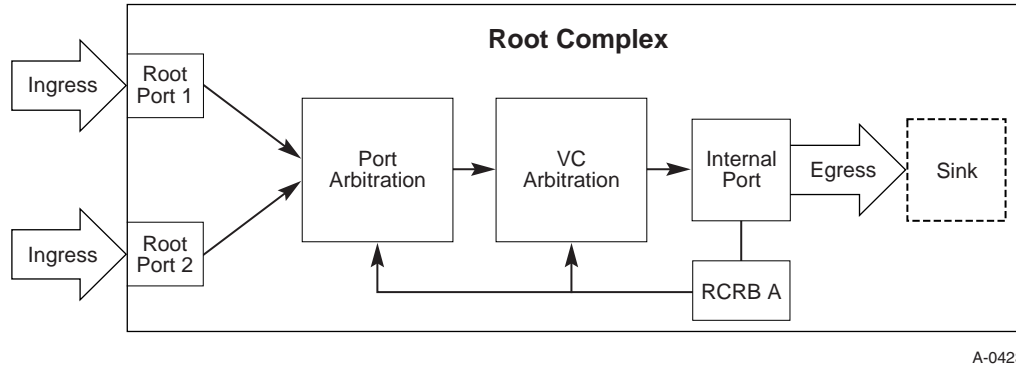 Root Complex
Ingress
Root
Port 1
Port
Arbitration
VC
Arbitration
Internal
Port
Egress
Sink
Ingress
Root
Port 2
RCRB A
A-042